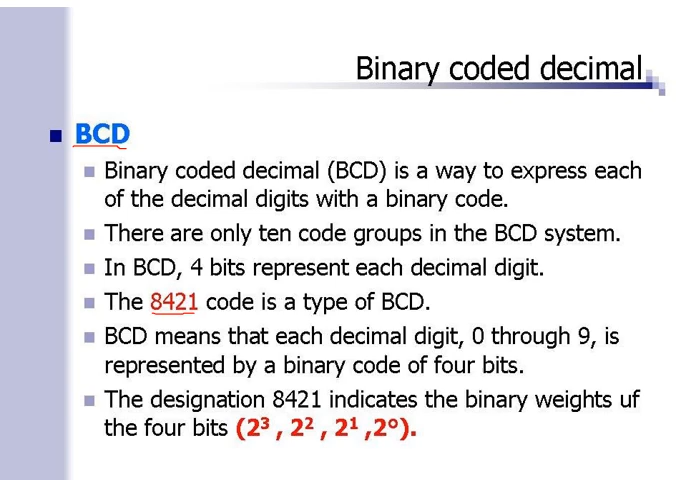 Binary coded decimal
BCD
Binary coded decimal (BCD) is a way to express each
of the decimal digits with a binary code.
There are only ten code groups in the BCD system.
In BCD, 4 bits represent each decimal digit.
The 8421 code is a type of BCD.
BCD means that each decimal digit, 0 through 9, is
represented by a binary code of four bits.
The designation 8421 indicates the binary weights uf
the four bits (2³ , 2² , 2¹ ,2°).